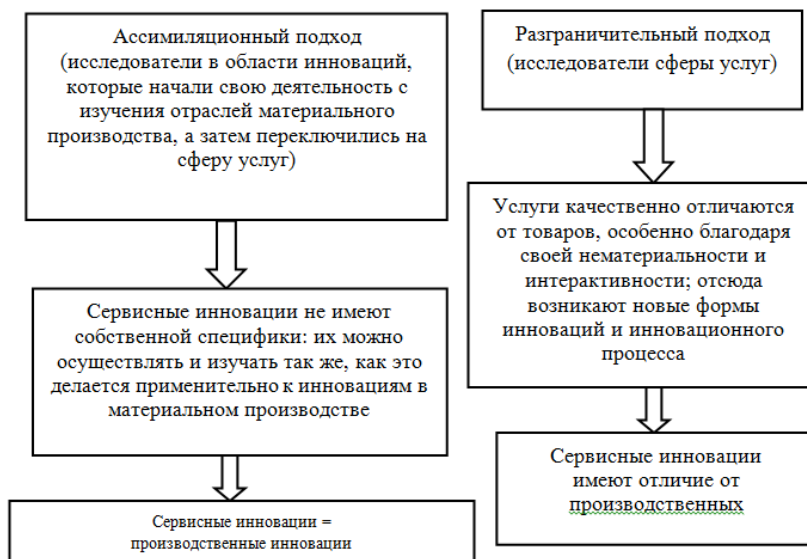 Ассимиляционный подход
(исследователи в области инноваций,
которые начали свою деятельность с
изучения отраслей материального
производства, а затем переключились на
сферу услуг)
Сервисные инновации не имеют
собственной специфики: их можно
осуществлять и изучать так же, как это
делается применительно к инновациям в
материальном производстве
Сервисные инновации =
производственные инновации
Разграничительный подход
(исследователи сферы услуг)
Услуги качественно отличаются
от товаров, особенно благодаря
своей нематериальности и
интерактивности; отсюда
возникают новые формы
инноваций и инновационного
процесса
Сервисные инновации
имеют отличие от
производственных